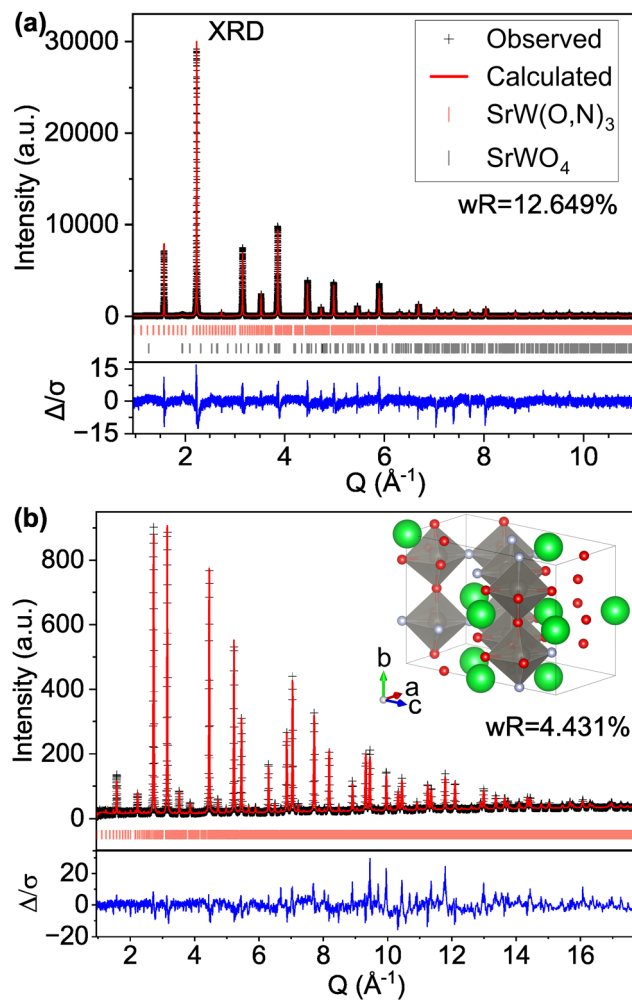 (a)
XRD
Observed
Calculated
SrW(O,N)₃
SrWO₄
wR=12.649%
30000
20000
10000
0
Intensity (a.u.)
15
0
−15
Δ/σ
2 4 6 8 10
Q (Å⁻¹)
(b)
800
600
400
200
0
Intensity (a.u.)
b
a
c
wR=4.431%
20
0
−20
Δ/σ
2 4 6 8 10 12 14 16
Q (Å⁻¹)